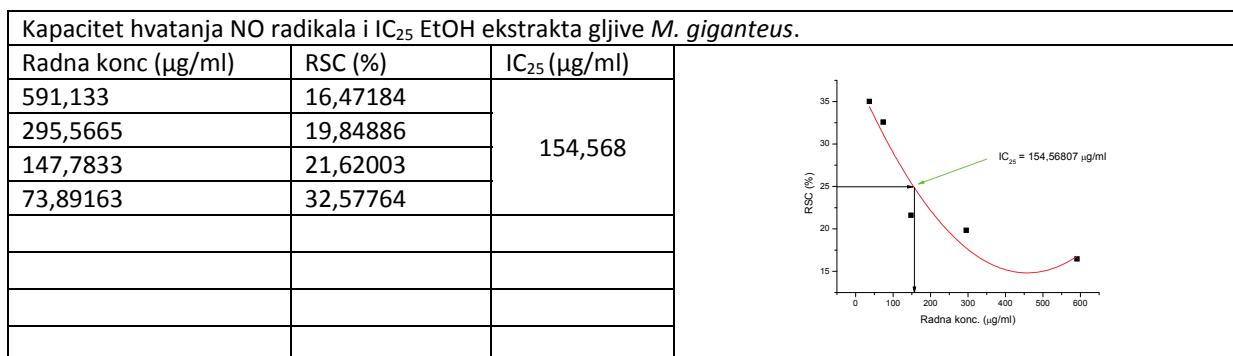 Kapacitet hvatanja NO radikala i IC₂₅ EtOH ekstrakta gljive M. giganteus.
Radna konc (µg/ml) RSC (%) IC₂₅ (µg/ml)
591,133 16,47184
295,5665 19,84886
154,568
147,7833 21,62003
73,89163 32,57764
35
30
25
20
15
RSC (%)
IC₂₅ = 154,56807 µg/ml
0 100 200 300 400 500 600
Radna konc. (µg/ml)